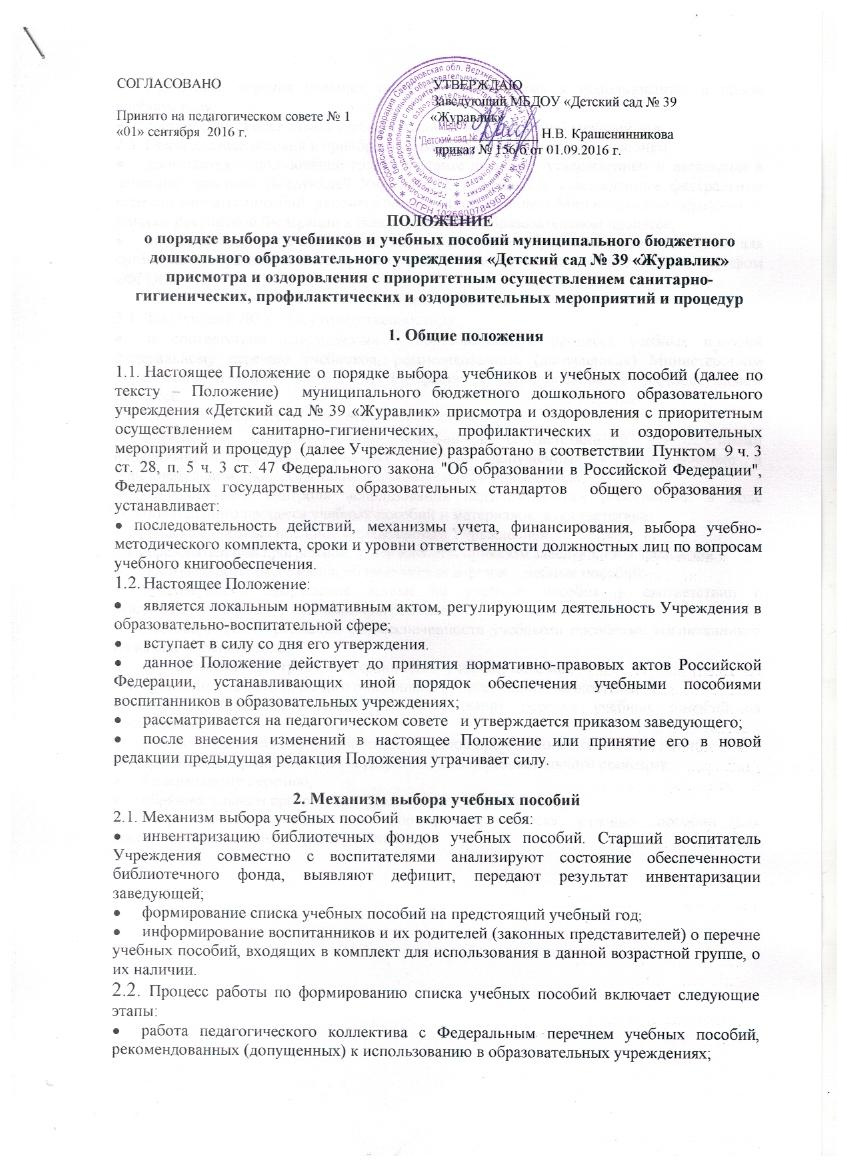 СОГЛАСОВАНО
Принято на педагогическом совете № 1
«01» сентября 2016 г.
УТВЕРЖДАЮ
Заведующий МБДОУ «Детский сад № 39
«Журавлик»
Н.В. Крашенинникова
приказ № 156/6 от 01.09.2016 г.
МБДОУ
"Детский сад №
ОГРН 1026600784968
ПОЛОЖЕНИЕ
о порядке выбора учебников и учебных пособий муниципального бюджетного
дошкольного образовательного учреждения «Детский сад № 39 «Журавлик»
присмотра и оздоровления с приоритетным осуществлением санитарно-
гигиенических, профилактических и оздоровительных мероприятий и процедур
1. Общие положения
1.1. Настоящее Положение о порядке выбора учебников и учебных пособий (далее по
тексту – Положение) муниципального бюджетного дошкольного образовательного
учреждения «Детский сад № 39 «Журавлик» присмотра и оздоровления с приоритетным
осуществлением санитарно-гигиенических, профилактических и оздоровительных
мероприятий и процедур (далее Учреждение) разработано в соответствии Пунктом 9 ч. 3
ст. 28, п. 5 ч. 3 ст. 47 Федерального закона "Об образовании в Российской Федерации",
Федеральных государственных образовательных стандартов общего образования и
устанавливает:
• последовательность действий, механизмы учета, финансирования, выбора учебно-
методического комплекта, сроки и уровни ответственности должностных лиц по вопросам
учебного книгообеспечения.
1.2. Настоящее Положение:
• является локальным нормативным актом, регулирующим деятельность Учреждения в
образовательно-воспитательной сфере;
• вступает в силу со дня его утверждения.
• данное Положение действует до принятия нормативно-правовых актов Российской
Федерации, устанавливающих иной порядок обеспечения учебными пособиями
воспитанников в образовательных учреждениях;
• рассматривается на педагогическом совете и утверждается приказом заведующего;
• после внесения изменений в настоящее Положение или принятие его в новой
редакции предыдущая редакция Положения утрачивает силу.
2. Механизм выбора учебных пособий
2.1. Механизм выбора учебных пособий включает в себя:
• инвентаризацию библиотечных фондов учебных пособий. Старший воспитатель
Учреждения совместно с воспитателями анализируют состояние обеспеченности
библиотечного фонда, выявляют дефицит, передают результат инвентаризации
заведующей;
• формирование списка учебных пособий на предстоящий учебный год;
• информирование воспитанников и их родителей (законных представителей) о перечне
учебных пособий, входящих в комплект для использования в данной возрастной группе, о
их наличии.
2.2. Процесс работы по формированию списка учебных пособий включает следующие
этапы:
• работа педагогического коллектива с Федеральным перечнем учебных пособий,
рекомендованных (допущенных) к использованию в образовательных учреждениях;